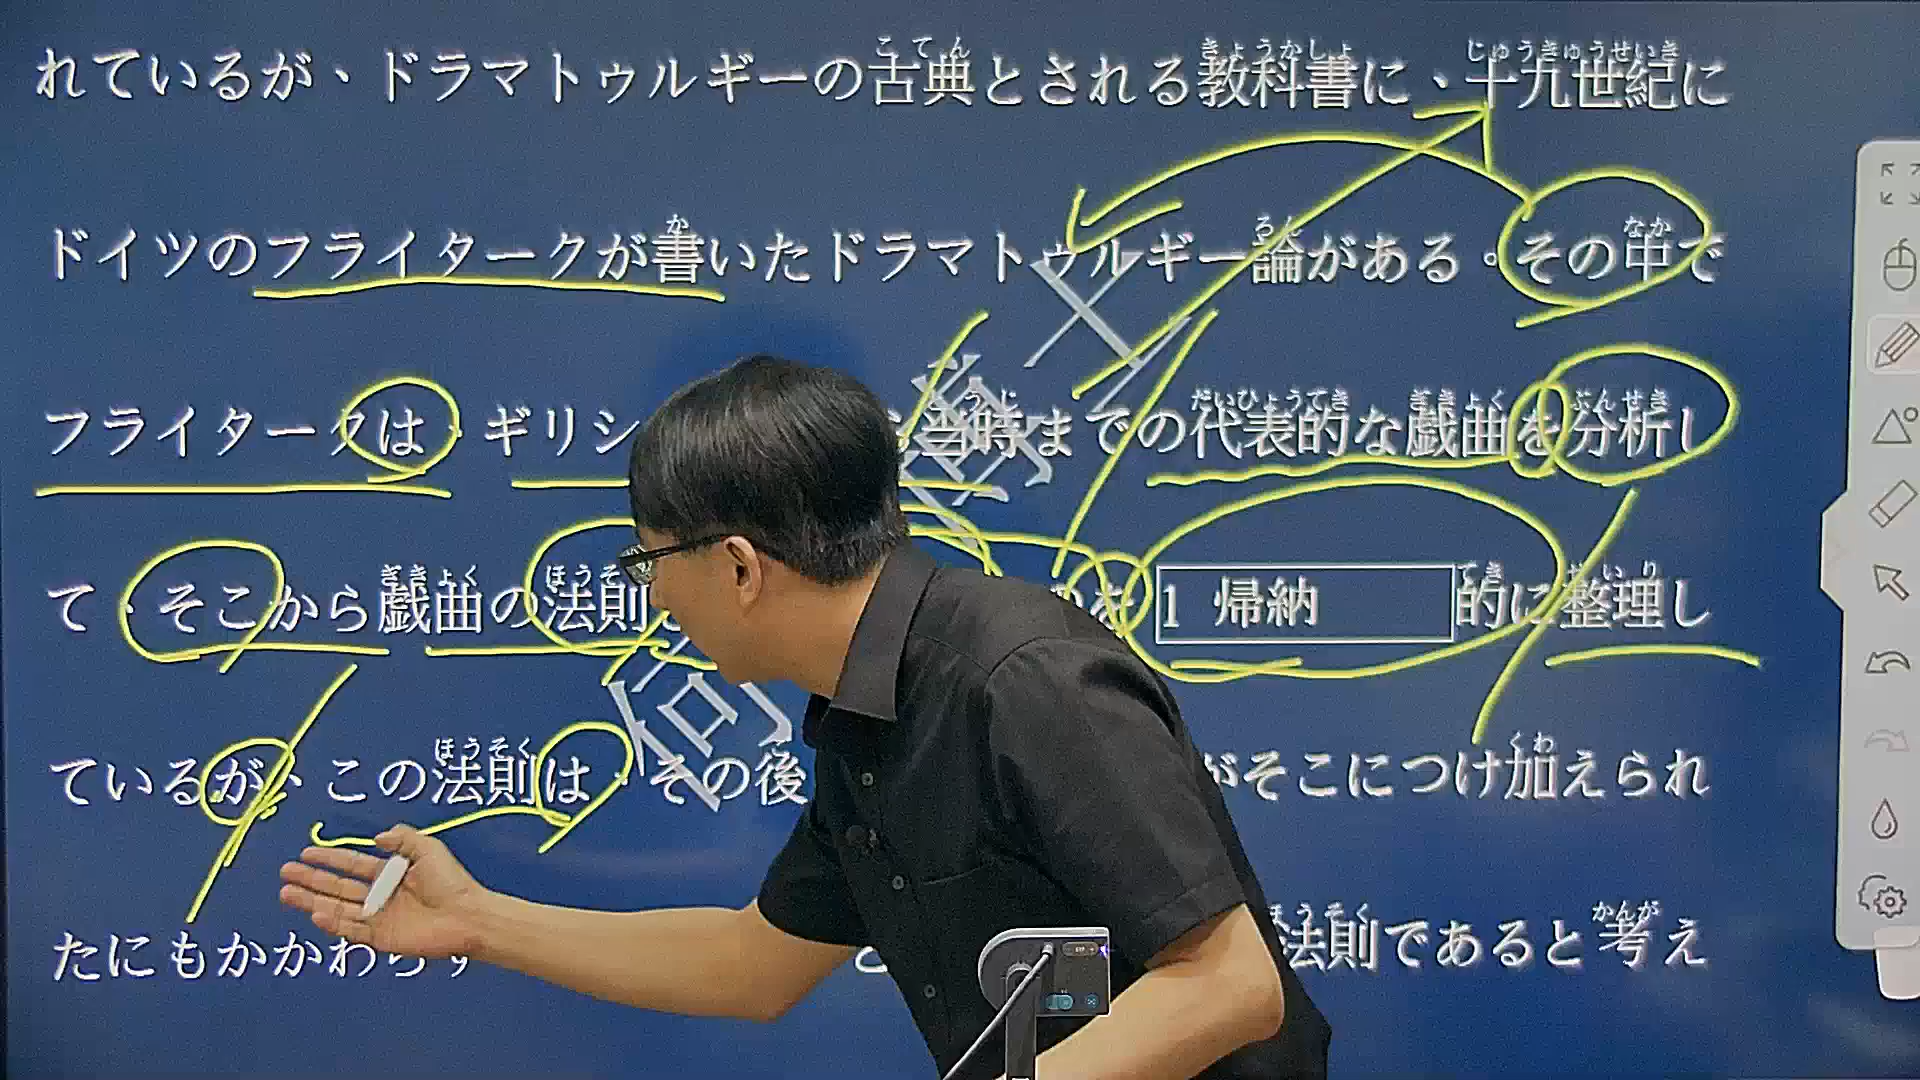 れているが、ドラマトゥルギーの古典とされる教科書に、十九世紀に
ドイツのフライタークが書いたドラマトゥルギー論がある。その中で
フライタークは、ギリシ 当時までの代表的な戯曲を分析し
て、そこから戯曲の法則 を 1 帰納 的に整理し
ているが、この法則は、その後 がそこにつけ加えられ
たにもかかわらず 法則であると考え